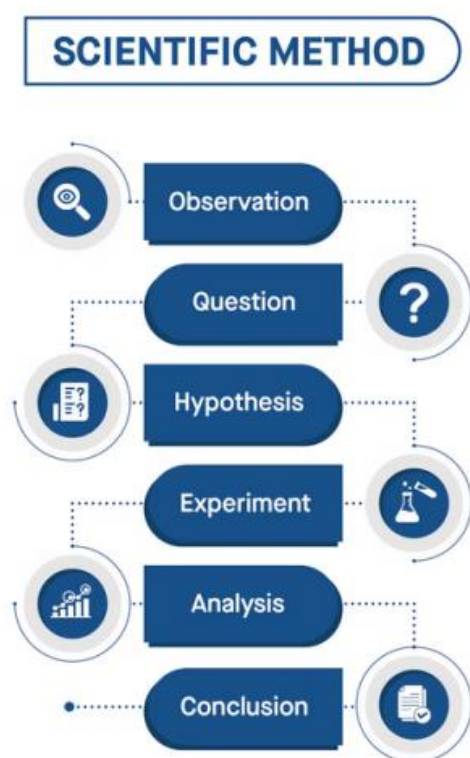 SCIENTIFIC METHOD
Observation
Question
?
Hypothesis
Experiment
Analysis
Conclusion